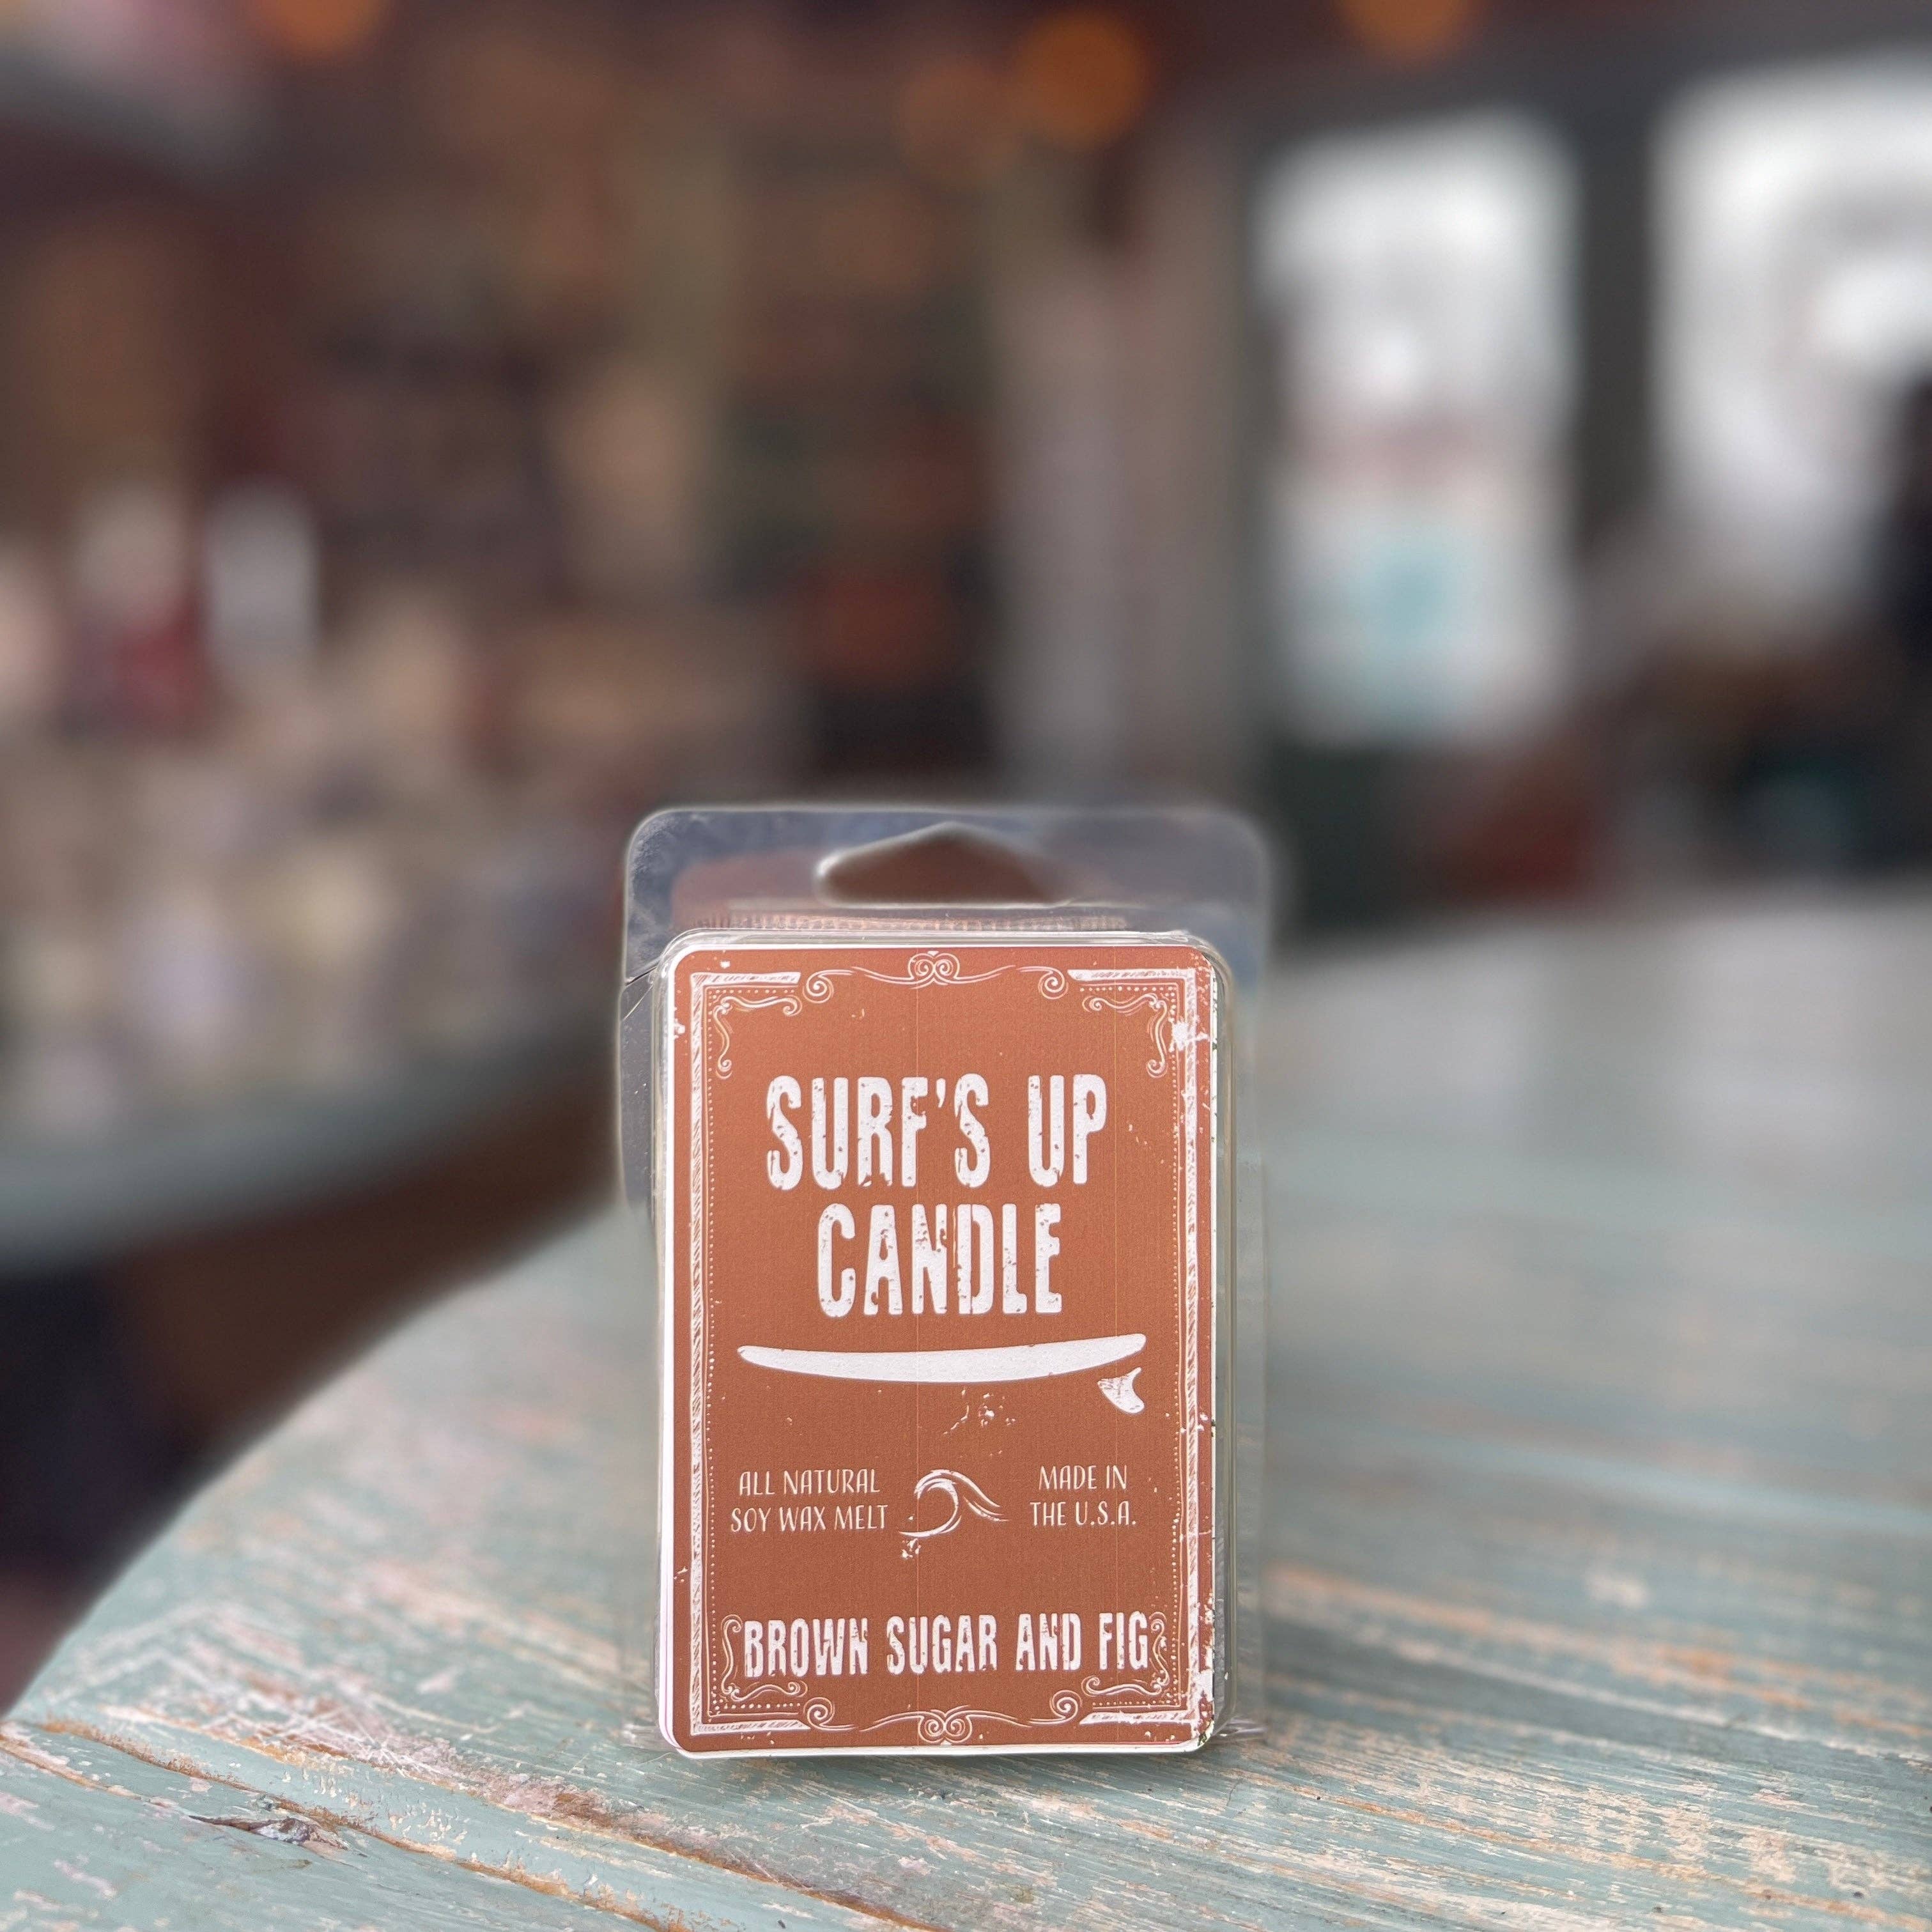 SURF'S UP
CANDLE
ALL NATURAL
SOY WAX MELT
MADE IN
THE U.S.A.
BROWN SUGAR AND FIG